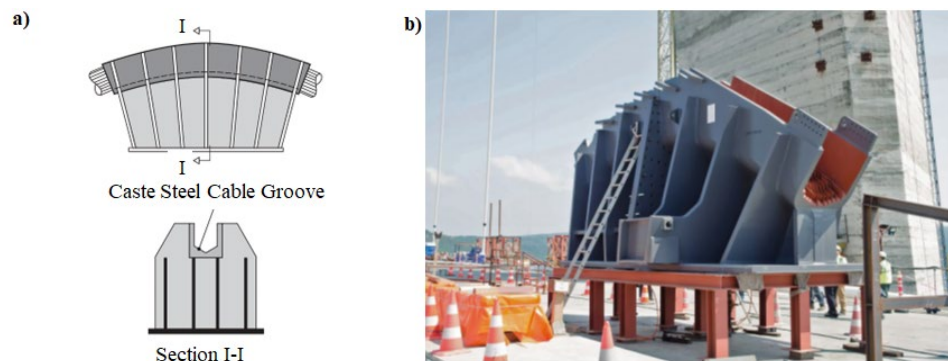 a)
I
I
Caste Steel Cable Groove
Section I-I
b)